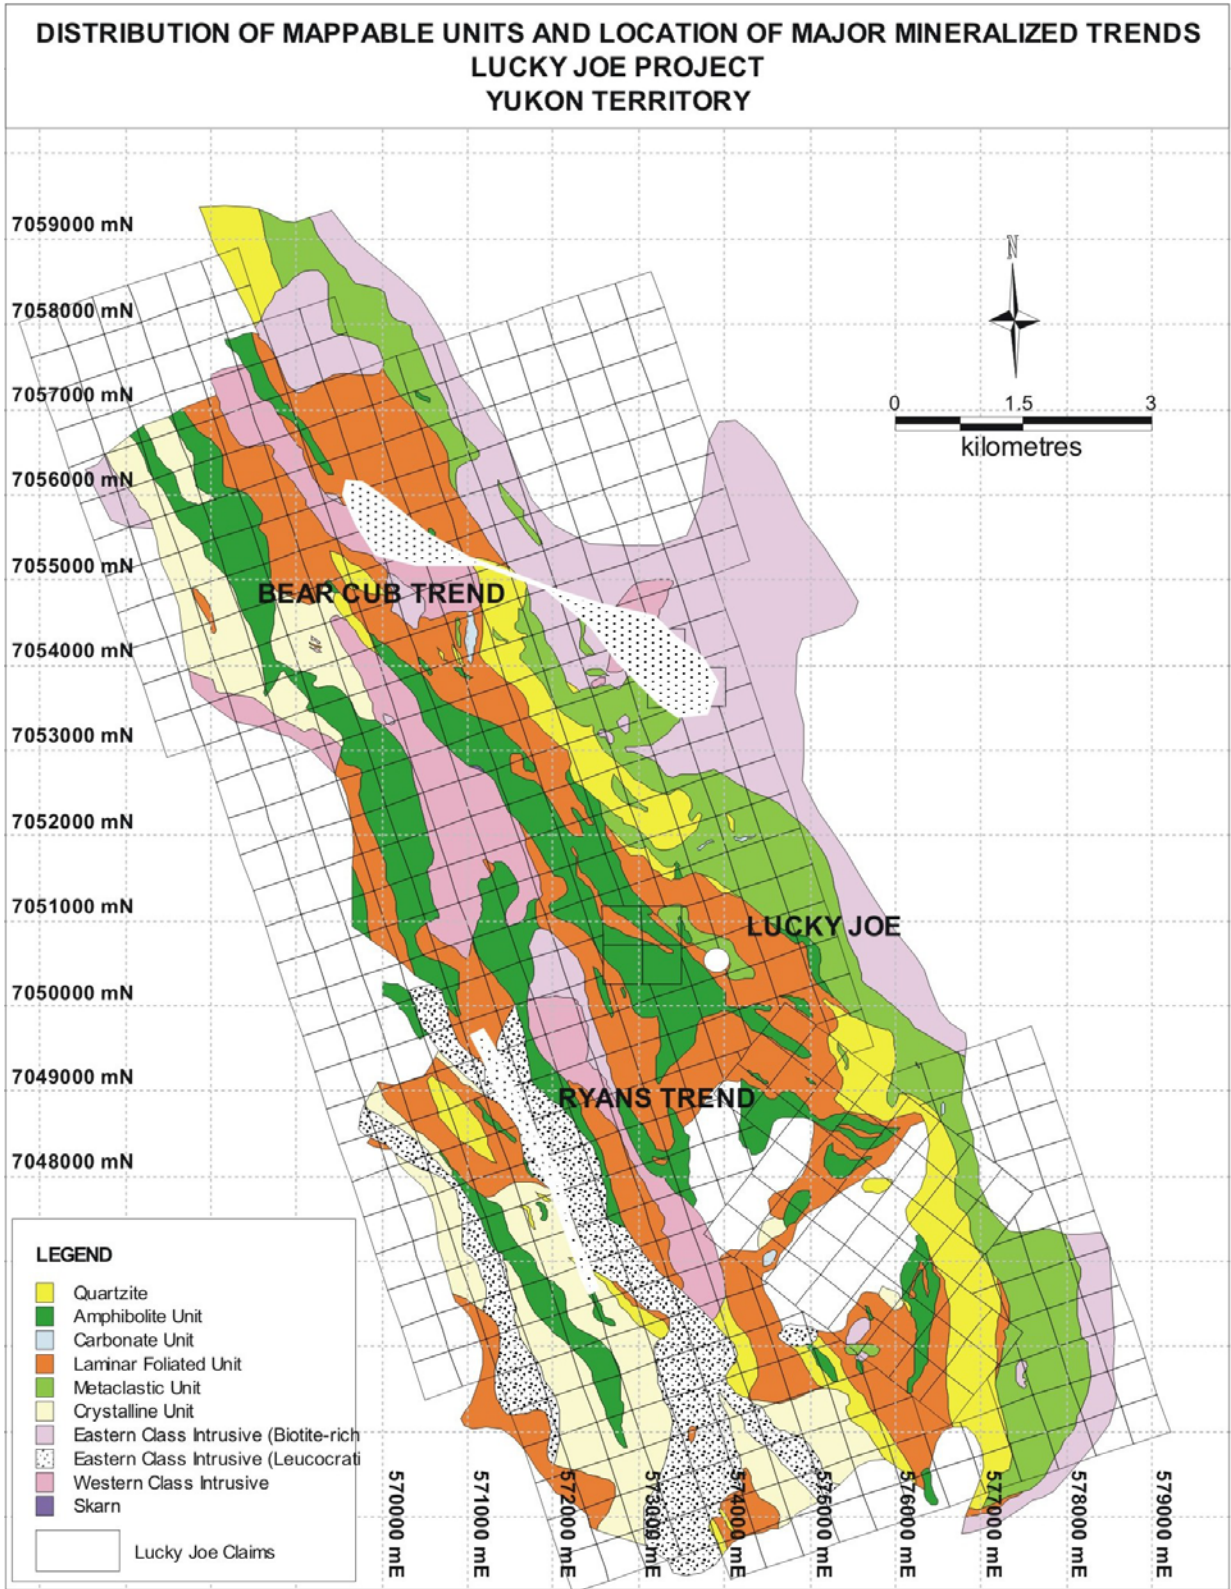 DISTRIBUTION OF MAPPABLE UNITS AND LOCATION OF MAJOR MINERALIZED TRENDS
LUCKY JOE PROJECT
YUKON TERRITORY
7059000 mN
N
7058000 mN
7057000 mN
0 1.5 3
kilometres
7056000 mN
7055000 mN
BEAR CUB TREND
7054000 mN
7053000 mN
7052000 mN
7051000 mN
LUCKY JOE
7050000 mN
7049000 mN
RYANS TREND
7048000 mN
LEGEND
Quartzite
Amphibolite Unit
Carbonate Unit
Laminar Foliated Unit
Metaclastic Unit
Crystalline Unit
Eastern Class Intrusive (Biotite-rich
Eastern Class Intrusive (Leucocrati
Western Class Intrusive
Skarn
Lucky Joe Claims
570000 mE
571000 mE
572000 mE
573000 mE
574000 mE
575000 mE
576000 mE
577000 mE
578000 mE
579000 mE